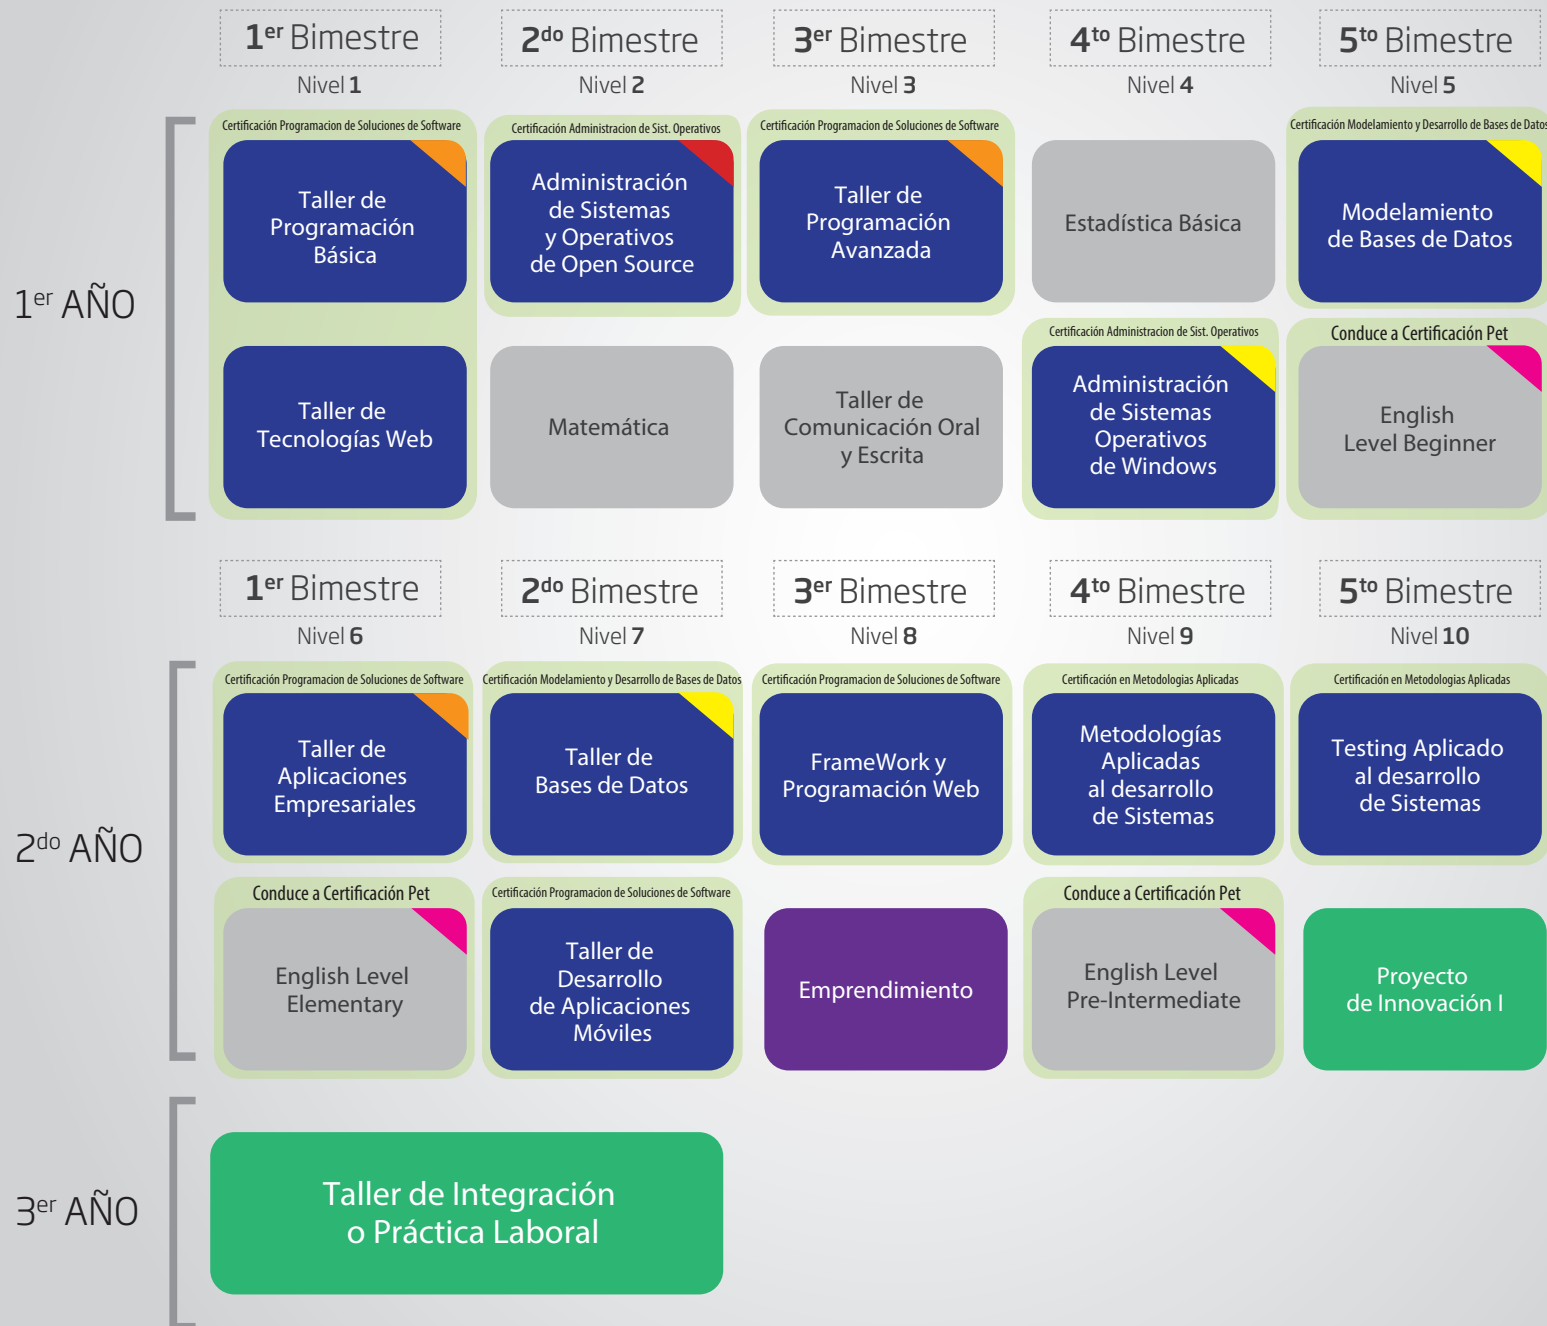 1er Bimestre
Nivel 1
2do Bimestre
Nivel 2
3er Bimestre
Nivel 3
4to Bimestre
Nivel 4
5to Bimestre
Nivel 5
1er AÑO
Certificación Programacion de Soluciones de Software
Taller de
Programación
Básica
Certificación Administracion de Sist. Operativos
Administración
de Sistemas
y Operativos
de Open Source
Certificación Programacion de Soluciones de Software
Taller de
Programación
Avanzada
Estadística Básica
Certificación Modelamiento y Desarrollo de Bases de Datos
Modelamiento
de Bases de Datos
Taller de
Tecnologías Web
Matemática
Taller de
Comunicación Oral
y Escrita
Certificación Administracion de Sist. Operativos
Administración
de Sistemas
Operativos
de Windows
Conduce a Certificación Pet
English
Level Beginner
1er Bimestre
Nivel 6
2do Bimestre
Nivel 7
3er Bimestre
Nivel 8
4to Bimestre
Nivel 9
5to Bimestre
Nivel 10
2do AÑO
Certificación Programacion de Soluciones de Software
Taller de
Aplicaciones
Empresariales
Certificación Modelamiento y Desarrollo de Bases de Datos
Taller de
Bases de Datos
Certificación Programacion de Soluciones de Software
FrameWork y
Programación Web
Certificación en Metodologias Aplicadas
Metodologías
Aplicadas
al desarrollo
de Sistemas
Certificación en Metodologias Aplicadas
Testing Aplicado
al desarrollo
de Sistemas
Conduce a Certificación Pet
English Level
Elementary
Certificación Programacion de Soluciones de Software
Taller de
Desarrollo
de Aplicaciones
Móviles
Emprendimiento
Conduce a Certificación Pet
English Level
Pre-Intermediate
Proyecto
de Innovación I
3er AÑO
Taller de Integración
o Práctica Laboral